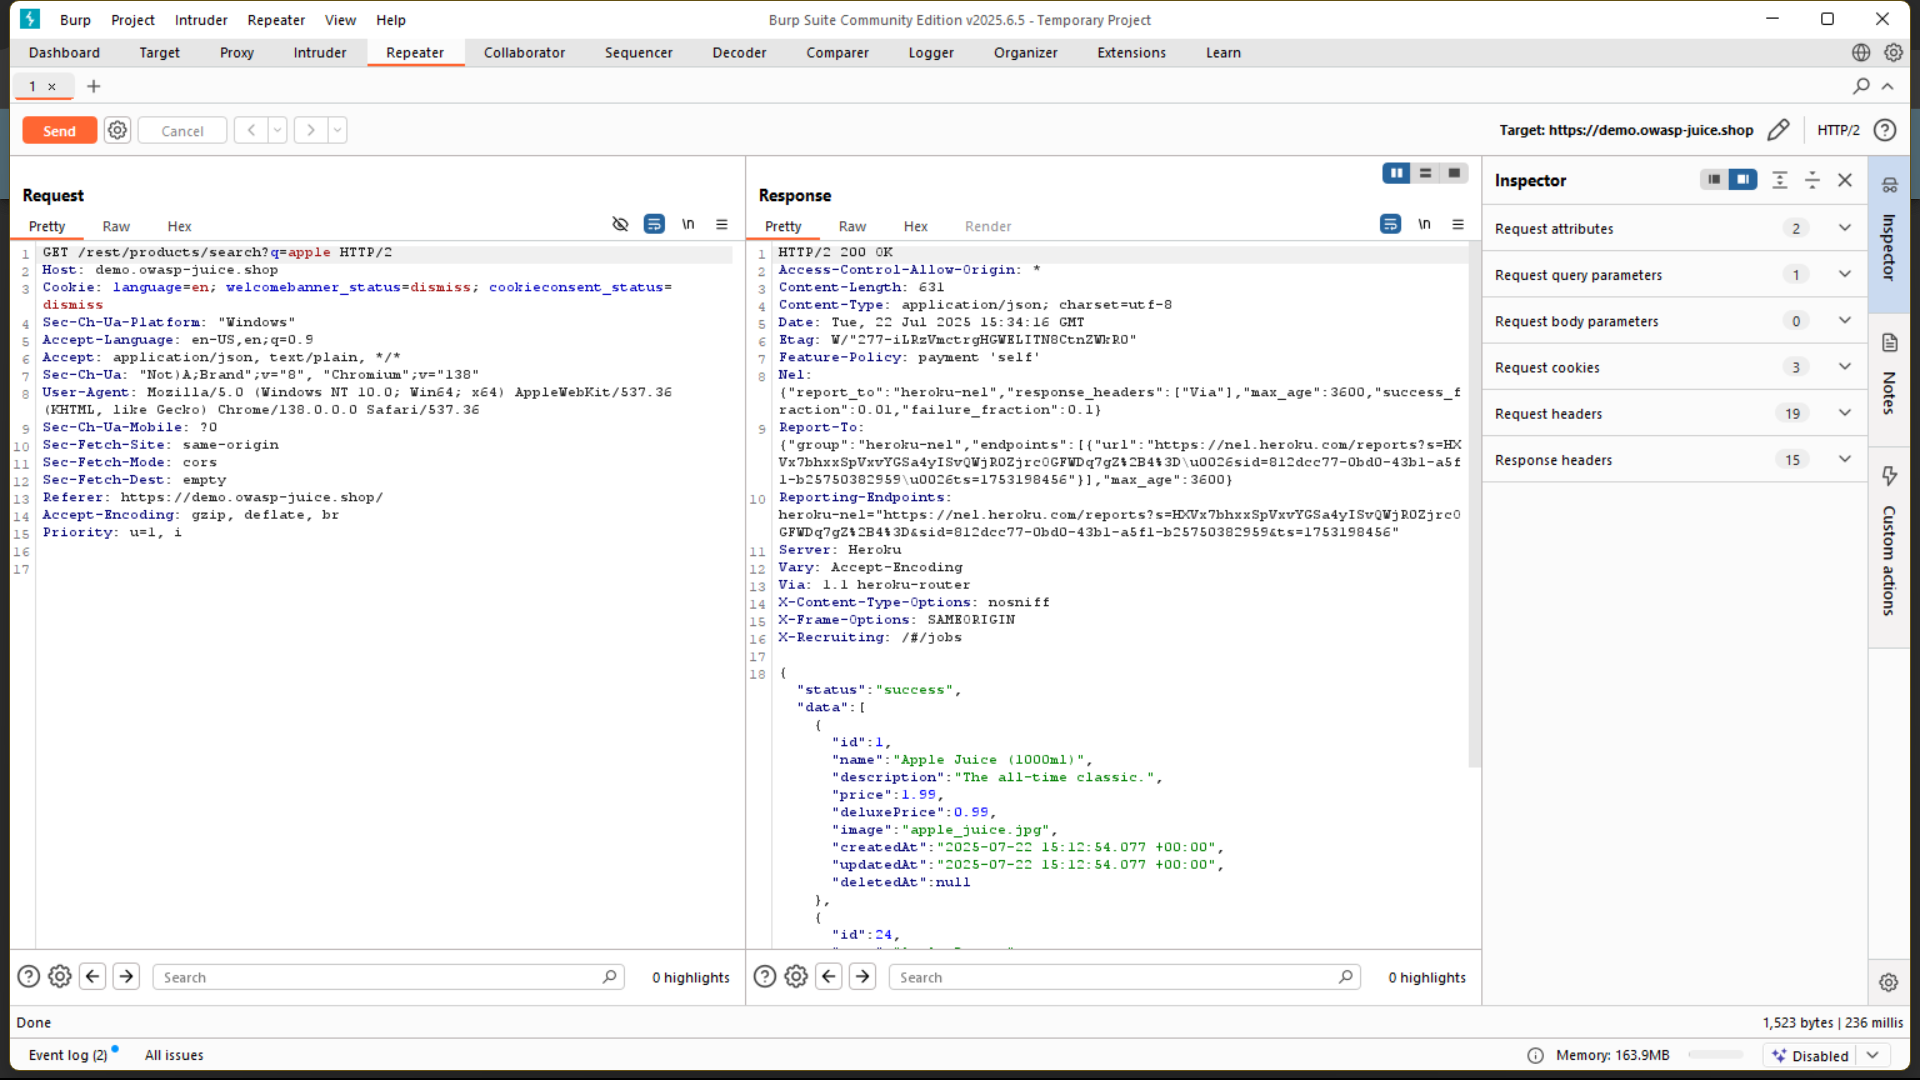 Burp Project Intruder Repeater View Help Burp Suite Community Edition v2025.6.5 - Temporary Project
Dashboard Target Proxy Intruder Repeater Collaborator Sequencer Decoder Comparer Logger Organizer Extensions Learn
1 ×
Send Cancel Target: https://demo.owasp-juice.shop HTTP/2
Request
Pretty Raw Hex \n
1 GET /rest/products/search?q=apple HTTP/2
2 Host: demo.owasp-juice.shop
3 Cookie: language=en; welcomebanner_status=dismiss; cookieconsent_status=
dismiss
4 Sec-Ch-Ua-Platform: "Windows"
5 Accept-Language: en-US,en;q=0.9
6 Accept: application/json, text/plain, */*
7 Sec-Ch-Ua: "Not)A;Brand";v="8", "Chromium";v="138"
8 User-Agent: Mozilla/5.0 (Windows NT 10.0; Win64; x64) AppleWebKit/537.36
(KHTML, like Gecko) Chrome/138.0.0.0 Safari/537.36
9 Sec-Ch-Ua-Mobile: ?0
10 Sec-Fetch-Site: same-origin
11 Sec-Fetch-Mode: cors
12 Sec-Fetch-Dest: empty
13 Referer: https://demo.owasp-juice.shop/
14 Accept-Encoding: gzip, deflate, br
15 Priority: u=1, i
16
17
Search 0 highlights
Response
Pretty Raw Hex Render \n
1 HTTP/2 200 OK
2 Access-Control-Allow-Origin: *
3 Content-Length: 631
4 Content-Type: application/json; charset=utf-8
5 Date: Tue, 22 Jul 2025 15:34:16 GMT
6 Etag: W/"277-iLRzVmctrgHGWELITN8CtnZWkR0"
7 Feature-Policy: payment 'self'
8 Nel:
{"report_to":"heroku-nel","response_headers":["Via"],"max_age":3600,"success_f
raction":0.01,"failure_fraction":0.1}
9 Report-To:
{"group":"heroku-nel","endpoints":[{"url":"https://nel.heroku.com/reports?s=HX
Vx7bhxxSpVxvYGSa4yISvQWjR0Zjrc0GFWDq7gZ%2B4%3D\u0026sid=812dcc77-0bd0-43b1-a5f
1-b25750382959\u0026ts=1753198456"}],"max_age":3600}
10 Reporting-Endpoints:
heroku-nel="https://nel.heroku.com/reports?s=HXVx7bhxxSpVxvYGSa4yISvQWjR0Zjrc0
GFWDq7gZ%2B4%3D&sid=812dcc77-0bd0-43b1-a5f1-b25750382959&ts=1753198456"
11 Server: Heroku
12 Vary: Accept-Encoding
13 Via: 1.1 heroku-router
14 X-Content-Type-Options: nosniff
15 X-Frame-Options: SAMEORIGIN
16 X-Recruiting: /#/jobs
17
18 {
"status":"success",
"data":[
{
"id":1,
"name":"Apple Juice (1000ml)",
"description":"The all-time classic.",
"price":1.99,
"deluxePrice":0.99,
"image":"apple_juice.jpg",
"createdAt":"2025-07-22 15:12:54.077 +00:00",
"updatedAt":"2025-07-22 15:12:54.077 +00:00",
"deletedAt":null
},
{
"id":24,
Search 0 highlights
Inspector
Request attributes 2
Request query parameters 1
Request body parameters 0
Request cookies 3
Request headers 19
Response headers 15
Inspector
Notes
Custom actions
Done 1,523 bytes | 236 millis
Event log (2) All issues Memory: 163.9MB Disabled